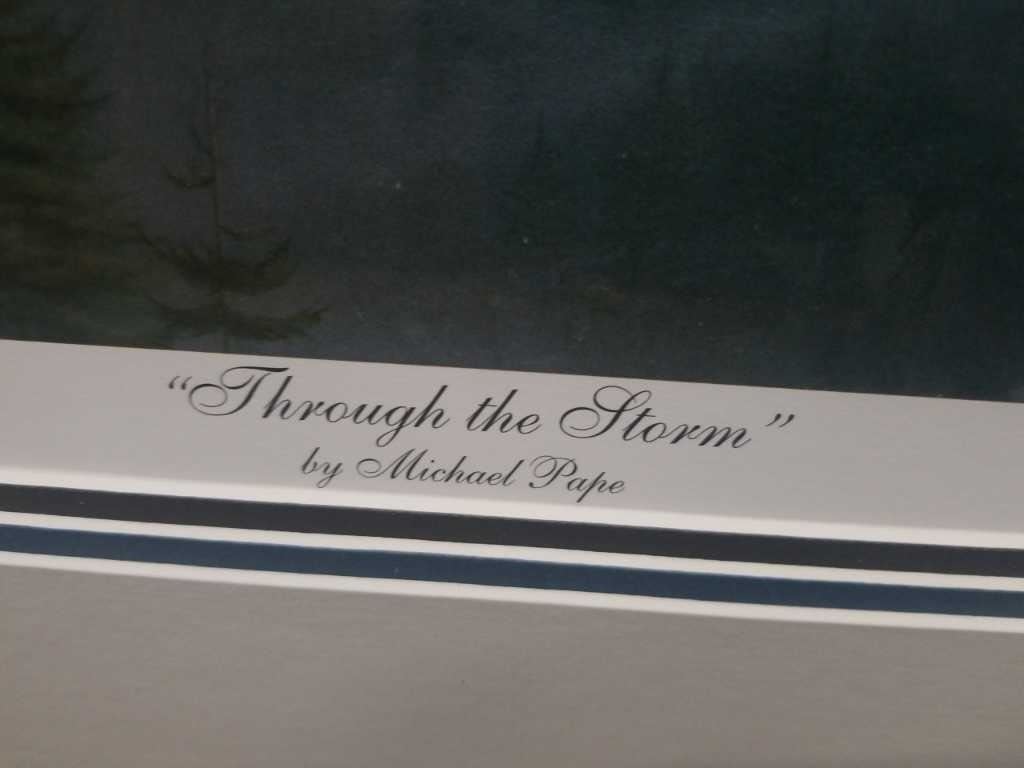 “Through the Storm”
by Michael Pape